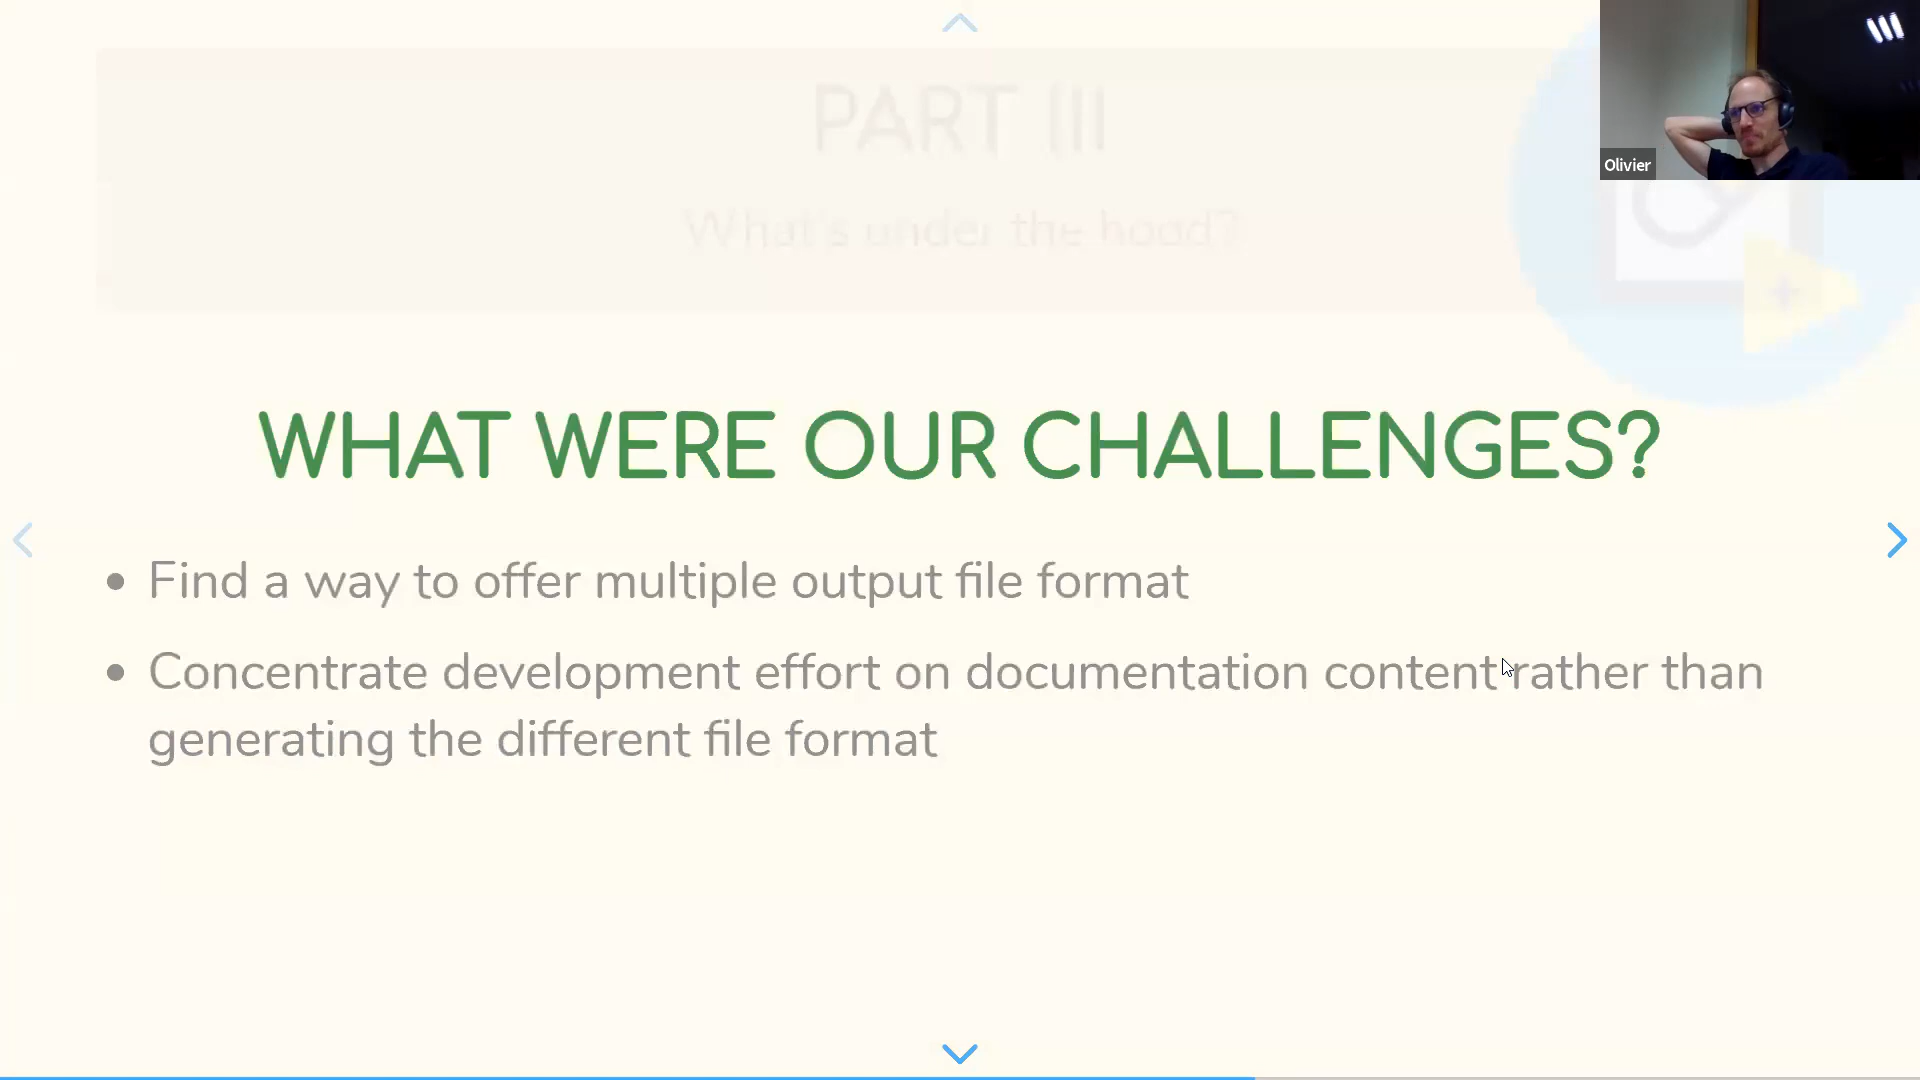 PART III
What's under the hood?
Olivier
WHAT WERE OUR CHALLENGES?
• Find a way to offer multiple output file format
• Concentrate development effort on documentation content rather than
generating the different file format